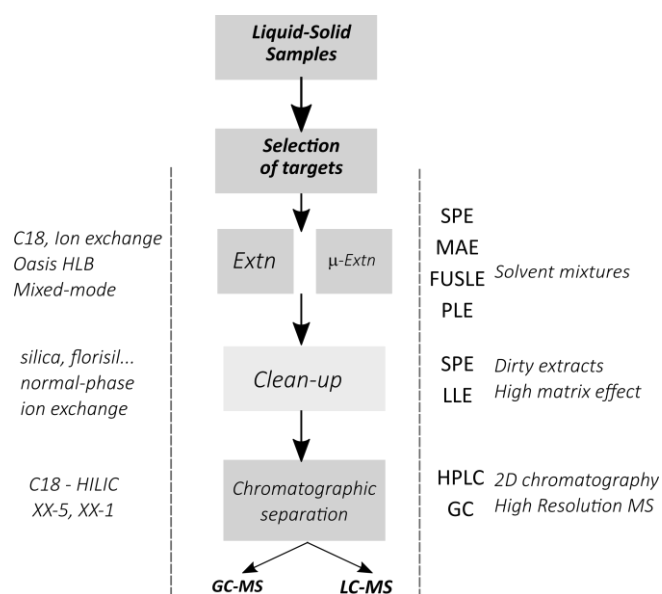 Liquid-Solid
Samples
Selection
of targets
C18, Ion exchange
Oasis HLB
Mixed-mode
Extn
μ-Extn
SPE
MAE
FUSLE
PLE
Solvent mixtures
silica, florisil...
normal-phase
ion exchange
Clean-up
SPE
LLE
Dirty extracts
High matrix effect
C18 - HILIC
XX-5, XX-1
Chromatographic
separation
HPLC
GC
2D chromatography
High Resolution MS
GC-MS
LC-MS